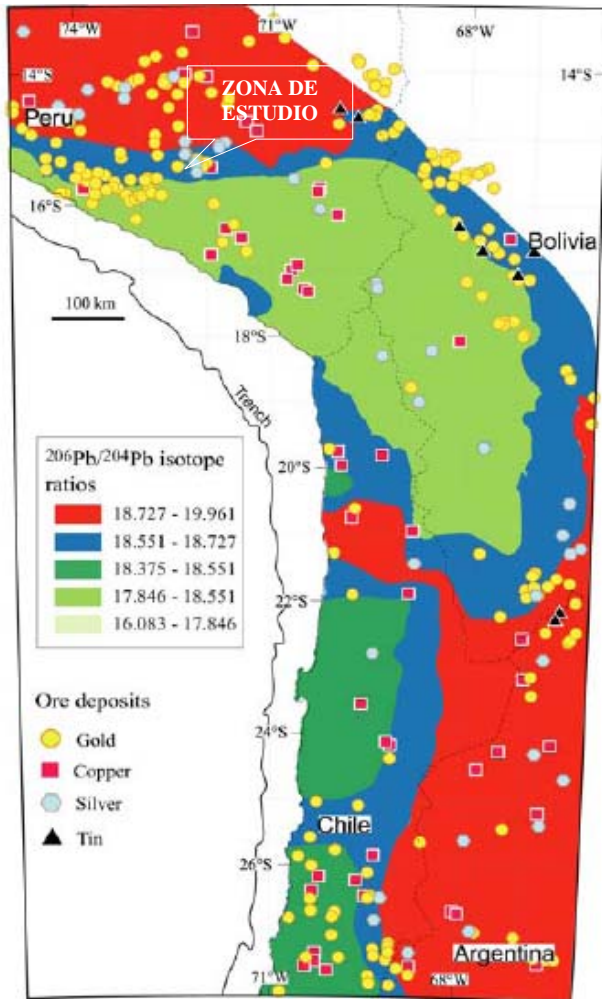 74°W
71°W
68°W
14°S
14°S
ZONA DE
ESTUDIO
Peru
16°S
Bolivia
100 km
18°S
Trench
206Pb/204Pb isotope
ratios
20°S
18.727 - 19.961
18.551 - 18.727
18.375 - 18.551
17.846 - 18.551
16.083 - 17.846
22°S
Ore deposits
Gold
24°S
Copper
Silver
Chile
Tin
26°S
Argentina
71°W
68°W